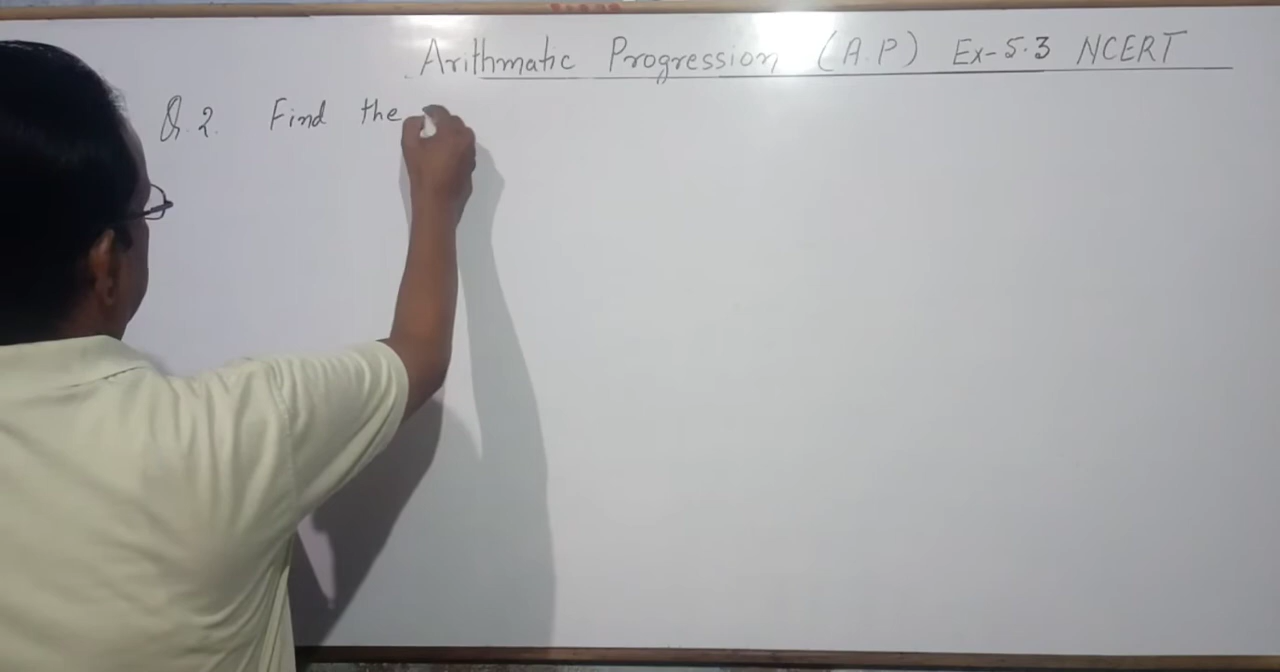 Arithmatic Progression (A.P) Ex-5.3 NCERT
Q.2. Find the